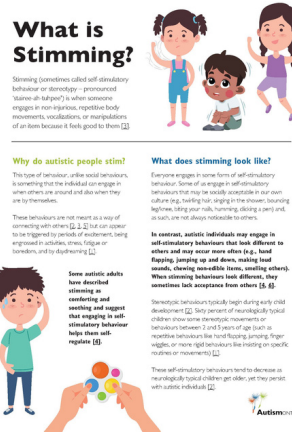 What is
Stimming?
Stimming (sometimes called self-stimulatory
behaviour or stereotypy – pronounced
is when someone
engages in non-injurious, repetitive body
movements, vocalizations, or manipulations
of an item because it feels good to them [3].
Why do autistic people stim?
This type of behaviour, unlike social behaviours,
is something that the individual can engage in
when others are around and also when they
are by themselves.
These behaviours are not meant as a way of
connecting with others [2, 3, 5] but can appear
to be triggered by periods of excitement, being
engrossed in activities, stress, fatigue or
boredom, and by daydreaming [1].
Some autistic adults
have described
stimming as
comforting and
soothing and suggest
that engaging in self-
stimulatory behaviour
helps them self-
regulate [4].
What does stimming look like?
Everyone engages in some form of self-stimulatory
behaviour. Some of us engage in self-stimulatory
behaviours that may be socially acceptable in our own
culture (e.g., twirling hair, singing in the shower, bouncing
leg/knee, biting your nails, humming, clicking a pen) and,
as such, are not always noticeable to others.
In contrast, autistic individuals may engage in
self-stimulatory behaviours that look different to
others and may occur more often (e.g., hand
flapping, jumping up and down, making loud
sounds, chewing non-edible items, smelling others).
When stimming behaviours look different, they
sometimes lack acceptance from others [4, 6].
Stereotypic behaviours typically begin during early child
development [2]. Sixty percent of neurologically typical
children show some stereotypic movements or
behaviours between 2 and 5 years of age (such as
repetitive behaviours like hand flapping, jumping, finger
wiggles, or more rigid behaviours like insisting on specific
routines or movements) [1].
These self-stimulatory behaviours tend to decrease as
neurologically typical children get older, yet they persist
with autistic individuals [2].
AutismONT